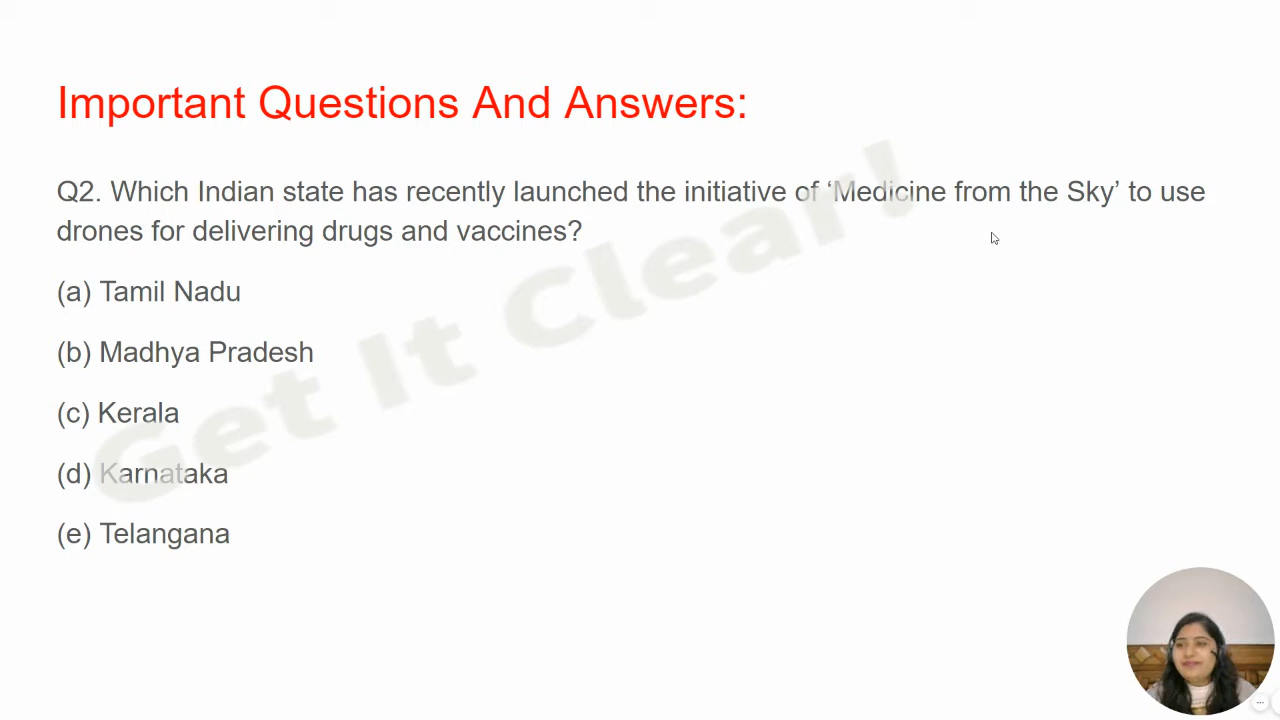 Important Questions And Answers:
Q2. Which Indian state has recently launched the initiative of ‘Medicine from the Sky’ to use
drones for delivering drugs and vaccines?
(a) Tamil Nadu
(b) Madhya Pradesh
(c) Kerala
(d) Karnataka
(e) Telangana
Get It Clear!